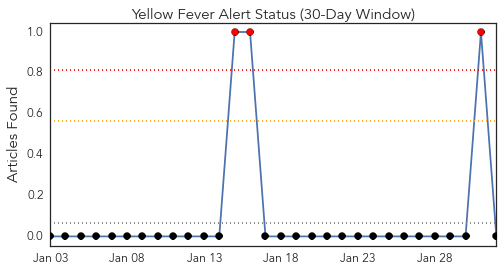 Yellow Fever Alert Status (30-Day Window)
Articles Found
1.0
0.8
0.6
0.4
0.2
0.0
Jan 03 Jan 08 Jan 13 Jan 18 Jan 23 Jan 28